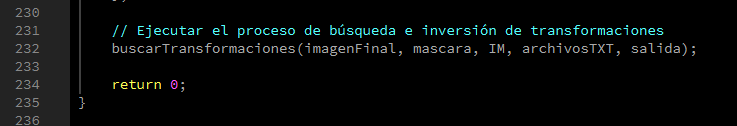 230
231 // Ejecutar el proceso de búsqueda e inversión de transformaciones
232 buscarTransformaciones(imagenFinal, mascara, IM, archivosTXT, salida);
233
234 return 0;
235 }
236